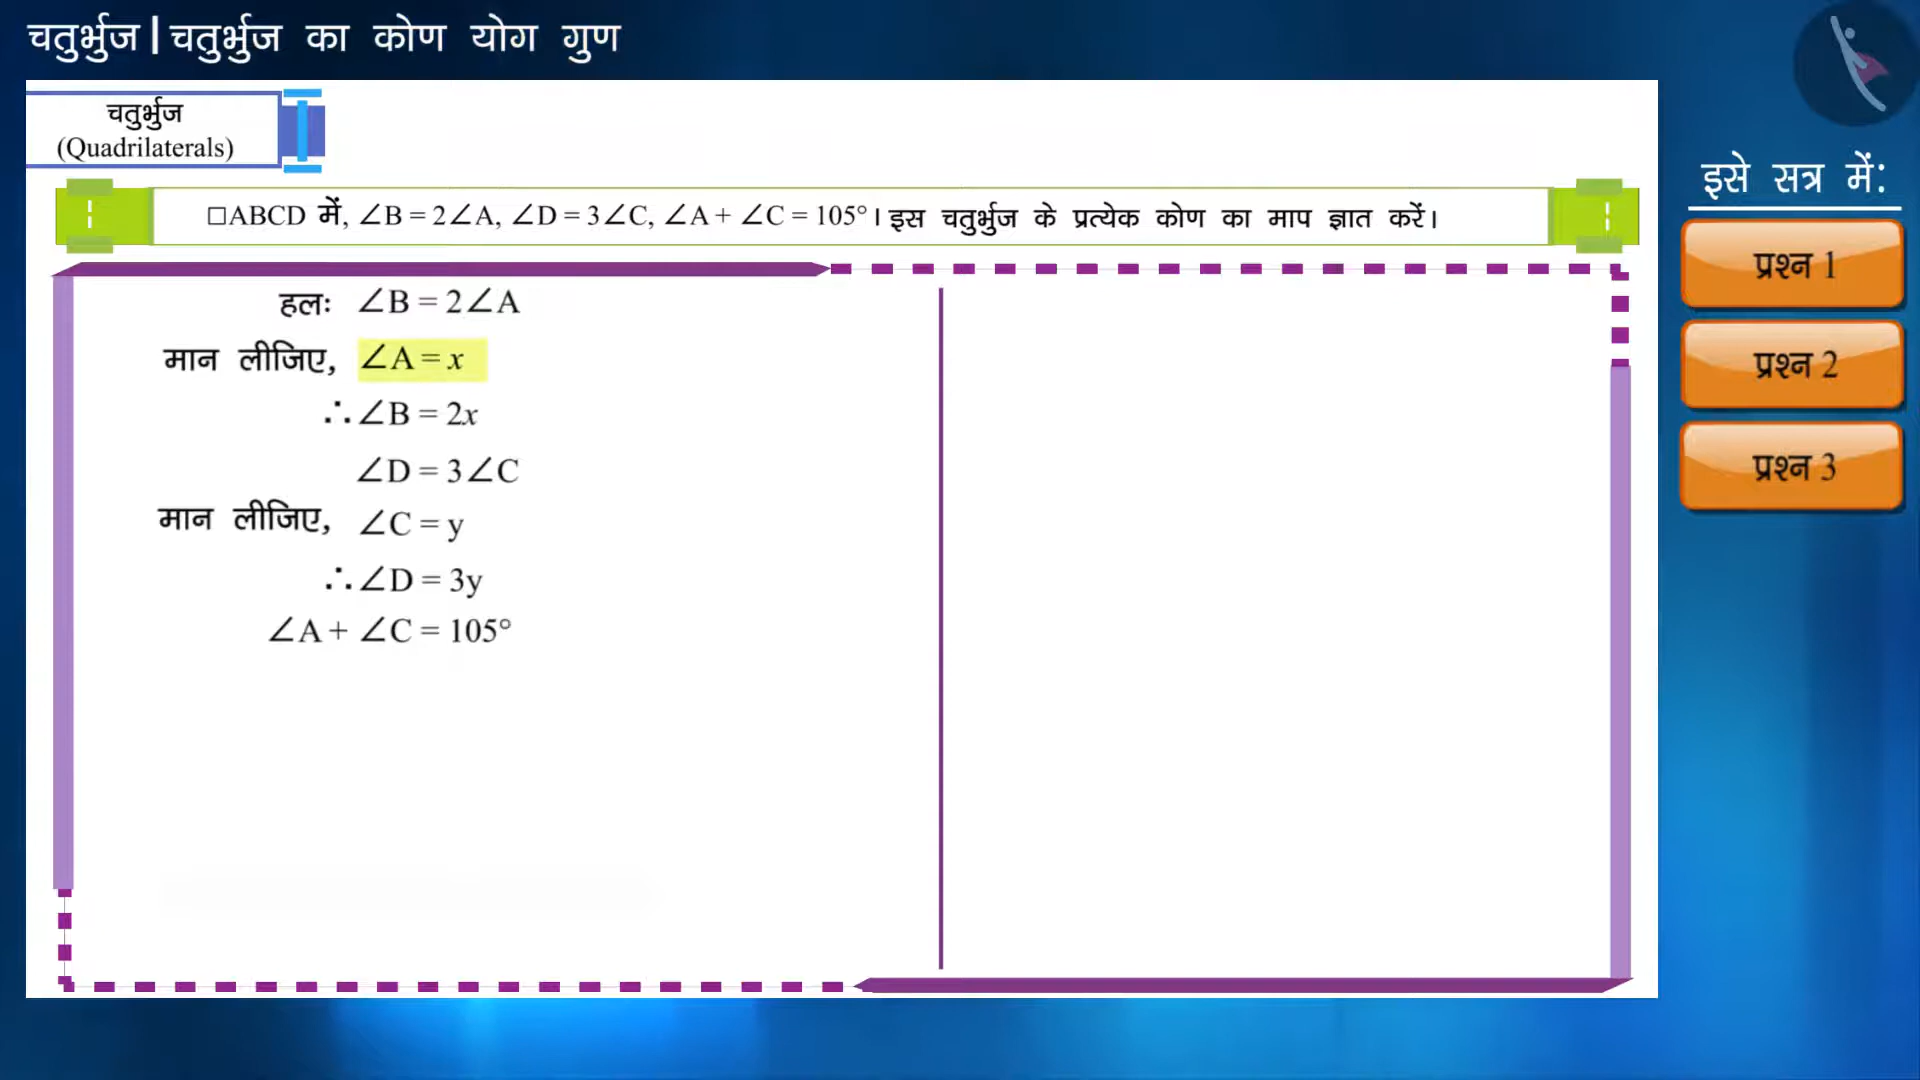 चतुर्भुज | चतुर्भुज का कोण योग गुण
चतुर्भुज
(Quadrilaterals)
□ABCD में, ∠B = 2∠A, ∠D = 3∠C, ∠A + ∠C = 105°। इस चतुर्भुज के प्रत्येक कोण का माप ज्ञात करें।
हलः ∠B = 2∠A
मान लीजिए, ∠A = x
∴ ∠B = 2x
∠D = 3∠C
मान लीजिए, ∠C = y
∴ ∠D = 3y
∠A + ∠C = 105°
इसे सत्र में:
प्रश्न 1
प्रश्न 2
प्रश्न 3